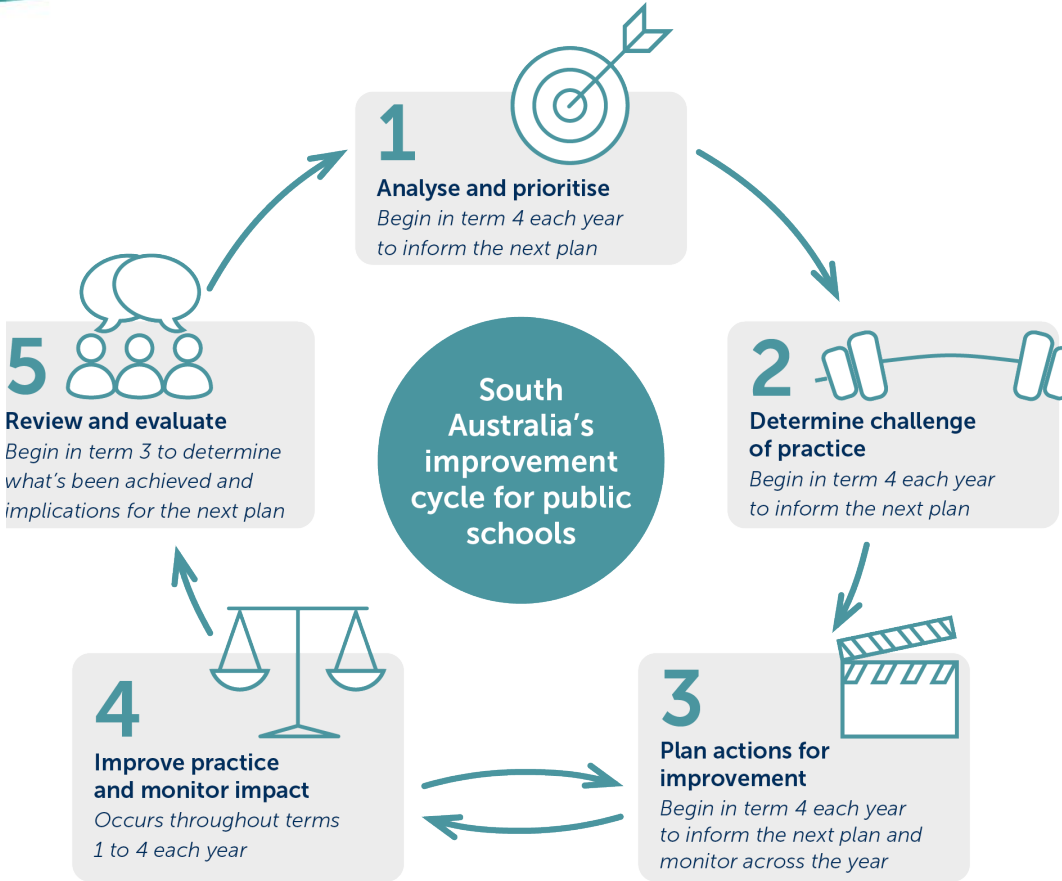 1
Analyse and prioritise
Begin in term 4 each year
to inform the next plan
2
Determine challenge
of practice
Begin in term 4 each year
to inform the next plan
3
Plan actions for
improvement
Begin in term 4 each year
to inform the next plan and
monitor across the year
4
Improve practice
and monitor impact
Occurs throughout terms
1 to 4 each year
5
Review and evaluate
Begin in term 3 to determine
what's been achieved and
implications for the next plan
South
Australia's
improvement
cycle for public
schools